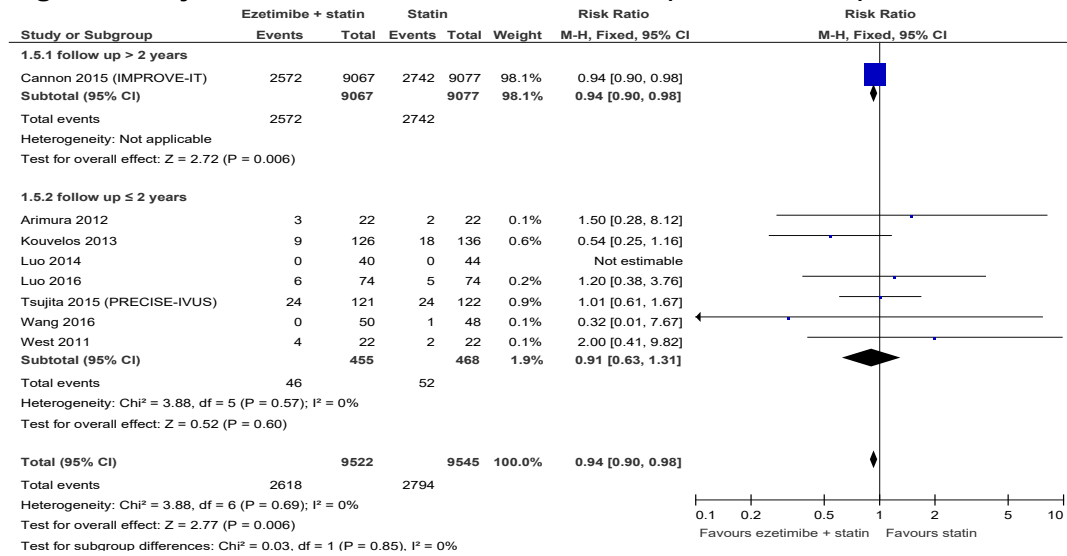 Ezetimibe + statin Statin Risk Ratio Risk Ratio
Study or Subgroup Events Total Events Total Weight M-H, Fixed, 95% CI M-H, Fixed, 95% CI
1.5.1 follow up > 2 years
Cannon 2015 (IMPROVE-IT) 2572 9067 2742 9077 98.1% 0.94 [0.90, 0.98]
Subtotal (95% CI) 9067 9077 98.1% 0.94 [0.90, 0.98]
Total events 2572 2742
Heterogeneity: Not applicable
Test for overall effect: Z = 2.72 (P = 0.006)
1.5.2 follow up ≤ 2 years
Arimura 2012 3 22 2 22 0.1% 1.50 [0.28, 8.12]
Kouvelos 2013 9 126 18 136 0.6% 0.54 [0.25, 1.16]
Luo 2014 0 40 0 44 Not estimable
Luo 2016 6 74 5 74 0.2% 1.20 [0.38, 3.76]
Tsujita 2015 (PRECISE-IVUS) 24 121 24 122 0.9% 1.01 [0.61, 1.67]
Wang 2016 0 50 1 48 0.1% 0.32 [0.01, 7.67]
West 2011 4 22 2 22 0.1% 2.00 [0.41, 9.82]
Subtotal (95% CI) 455 468 1.9% 0.91 [0.63, 1.31]
Total events 46 52
Heterogeneity: Chi² = 3.88, df = 5 (P = 0.57); I² = 0%
Test for overall effect: Z = 0.52 (P = 0.60)
Total (95% CI) 9522 9545 100.0% 0.94 [0.90, 0.98]
Total events 2618 2794
Heterogeneity: Chi² = 3.88, df = 6 (P = 0.69); I² = 0%
Test for overall effect: Z = 2.77 (P = 0.006)
Test for subgroup differences: Chi² = 0.03, df = 1 (P = 0.85), I² = 0%
0.1 0.2 0.5 1 2 5 10
Favours ezetimibe + statin Favours statin